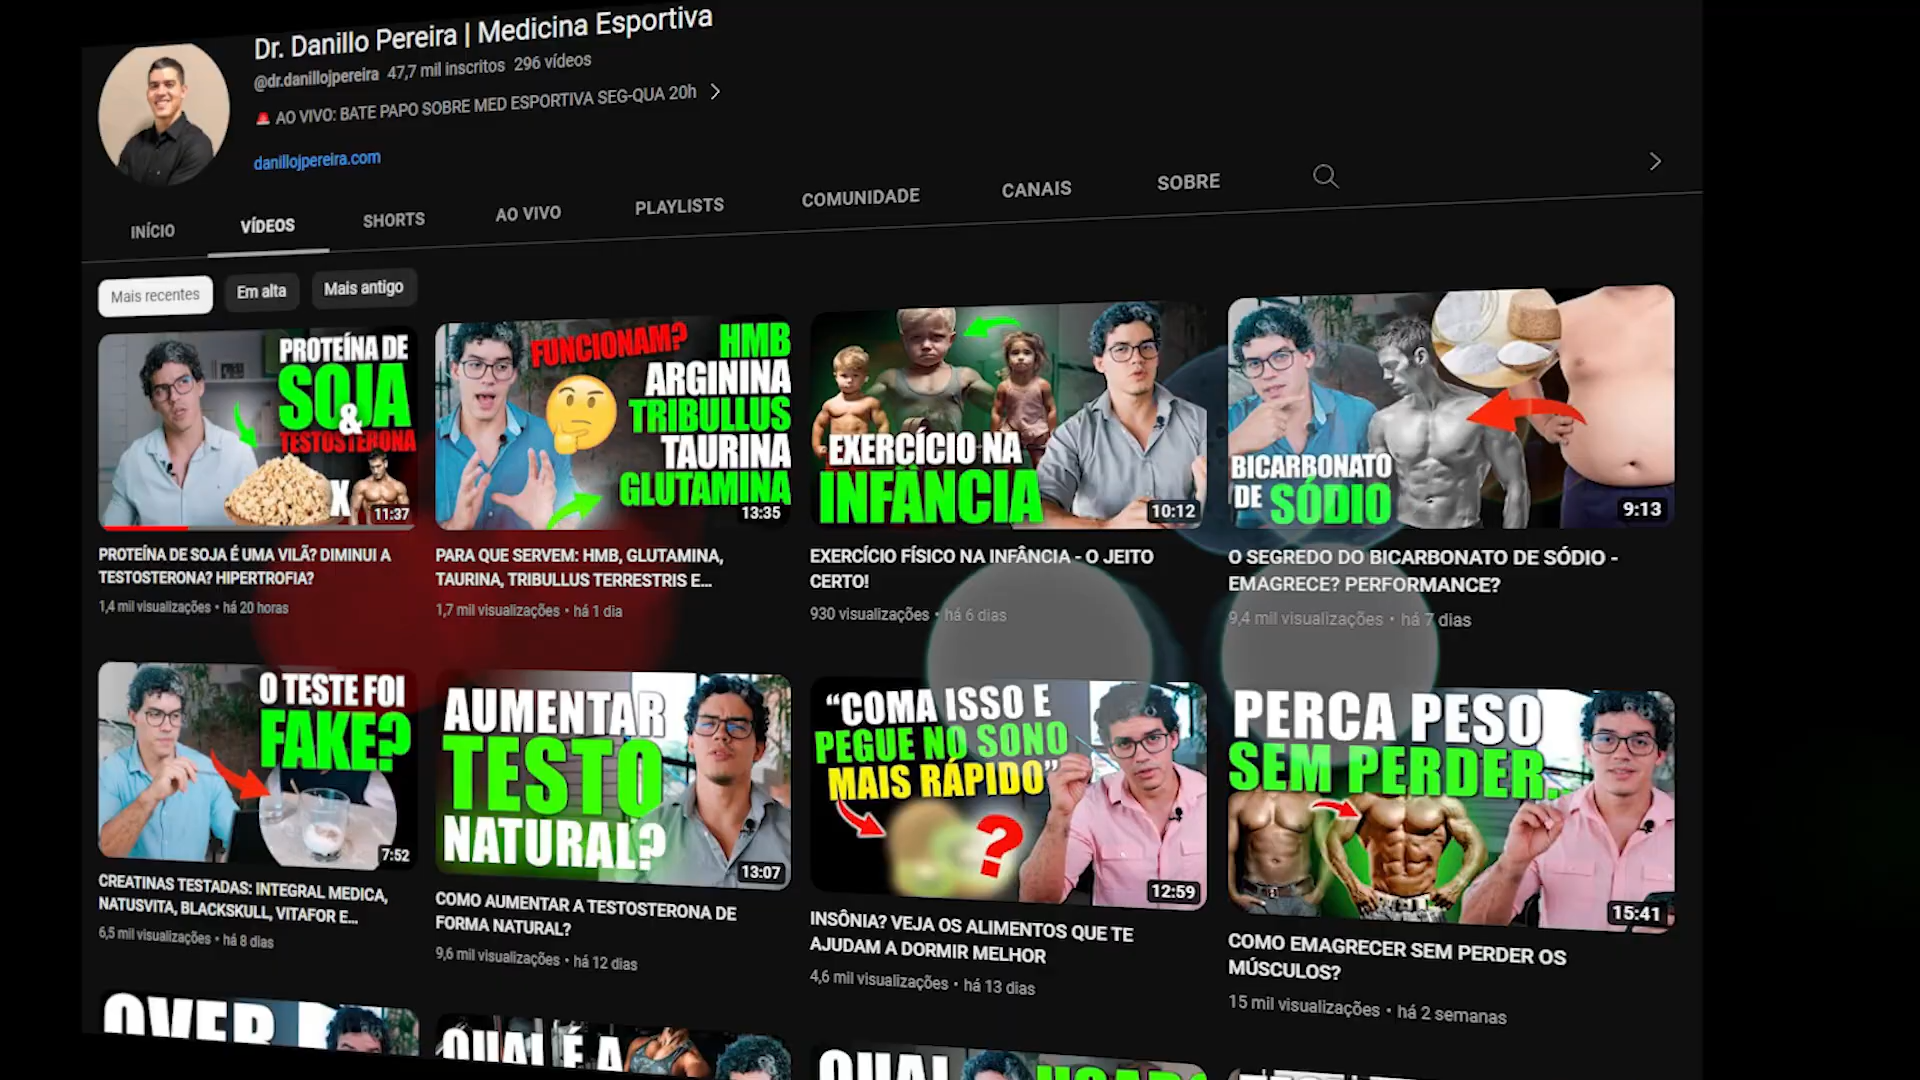 Dr. Danillo Pereira | Medicina Esportiva
@dr.danillojpereira 47,7 mil inscritos 296 vídeos
AO VIVO: BATE PAPO SOBRE MED ESPORTIVA SEG-QUA 20h
danillojpereira.com
INÍCIO
VÍDEOS
SHORTS
AO VIVO
PLAYLISTS
COMUNIDADE
CANAIS
SOBRE
Mais recentes
Em alta
Mais antigo
PROTEÍNA DE
SOJA
&
TESTOSTERONA
X
11:37
PROTEÍNA DE SOJA É UMA VILÃ? DIMINUI A
TESTOSTERONA? HIPERTROFIA?
1,4 mil visualizações • há 20 horas
FUNCIONAM?
HMB
ARGININA
TRIBULLUS
TAURINA
GLUTAMINA
13:35
PARA QUE SERVEM: HMB, GLUTAMINA,
TAURINA, TRIBULLUS TERRESTRIS E...
1,7 mil visualizações • há 1 dia
EXERCÍCIO NA
INFÂNCIA
10:12
EXERCÍCIO FÍSICO NA INFÂNCIA - O JEITO
CERTO!
930 visualizações • há 6 dias
BICARBONATO
DE SÓDIO
9:13
O SEGREDO DO BICARBONATO DE SÓDIO -
EMAGRECE? PERFORMANCE?
9,4 mil visualizações • há 7 dias
O TESTE FOI
FAKE?
7:52
CREATINAS TESTADAS: INTEGRAL MEDICA,
NATUSVITA, BLACKSKULL, VITAFOR E...
6,5 mil visualizações • há 8 dias
AUMENTAR
TESTO
NATURAL?
13:07
COMO AUMENTAR A TESTOSTERONA DE
FORMA NATURAL?
9,6 mil visualizações • há 12 dias
“COMA ISSO E
PEGUE NO SONO
MAIS RÁPIDO”
?
12:59
INSÔNIA? VEJA OS ALIMENTOS QUE TE
AJUDAM A DORMIR MELHOR
4,6 mil visualizações • há 13 dias
PERCA PESO
SEM PERDER.
15:41
COMO EMAGRECER SEM PERDER OS
MÚSCULOS?
15 mil visualizações • há 2 semanas
OVER
QUAL É A
QUAL